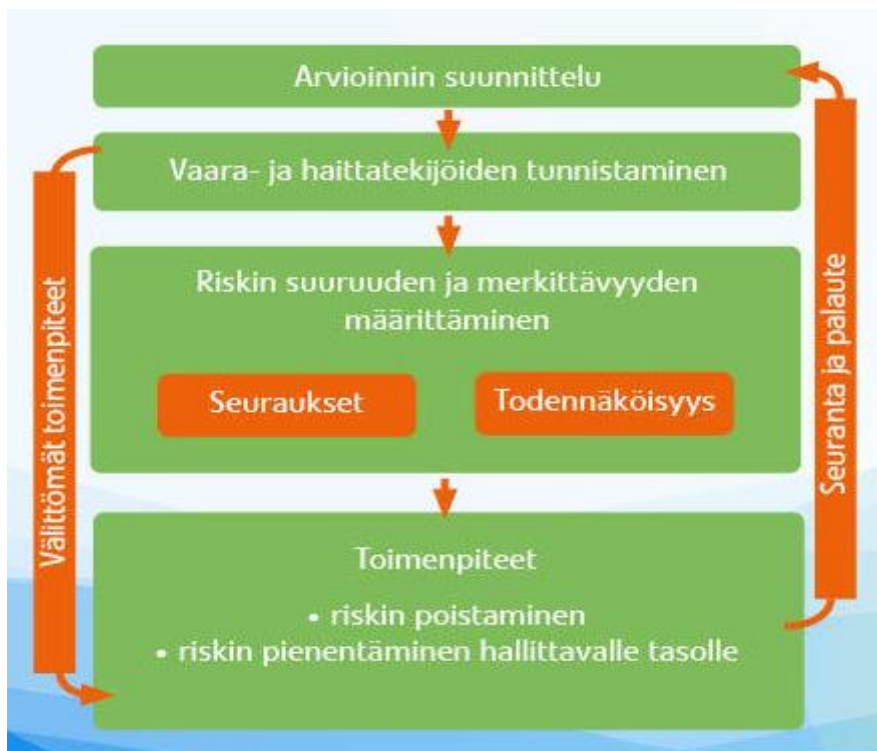 Arvioinnin suunnittelu
Vaara- ja haittatekijöiden tunnistaminen
Riskin suuruuden ja merkittävyyden
määrittäminen
Seuraukset
Todennäköisyys
Toimenpiteet
• riskin poistaminen
• riskin pienentäminen hallittavalle tasolle
Välittömät toimenpiteet
Seuranta ja palaute